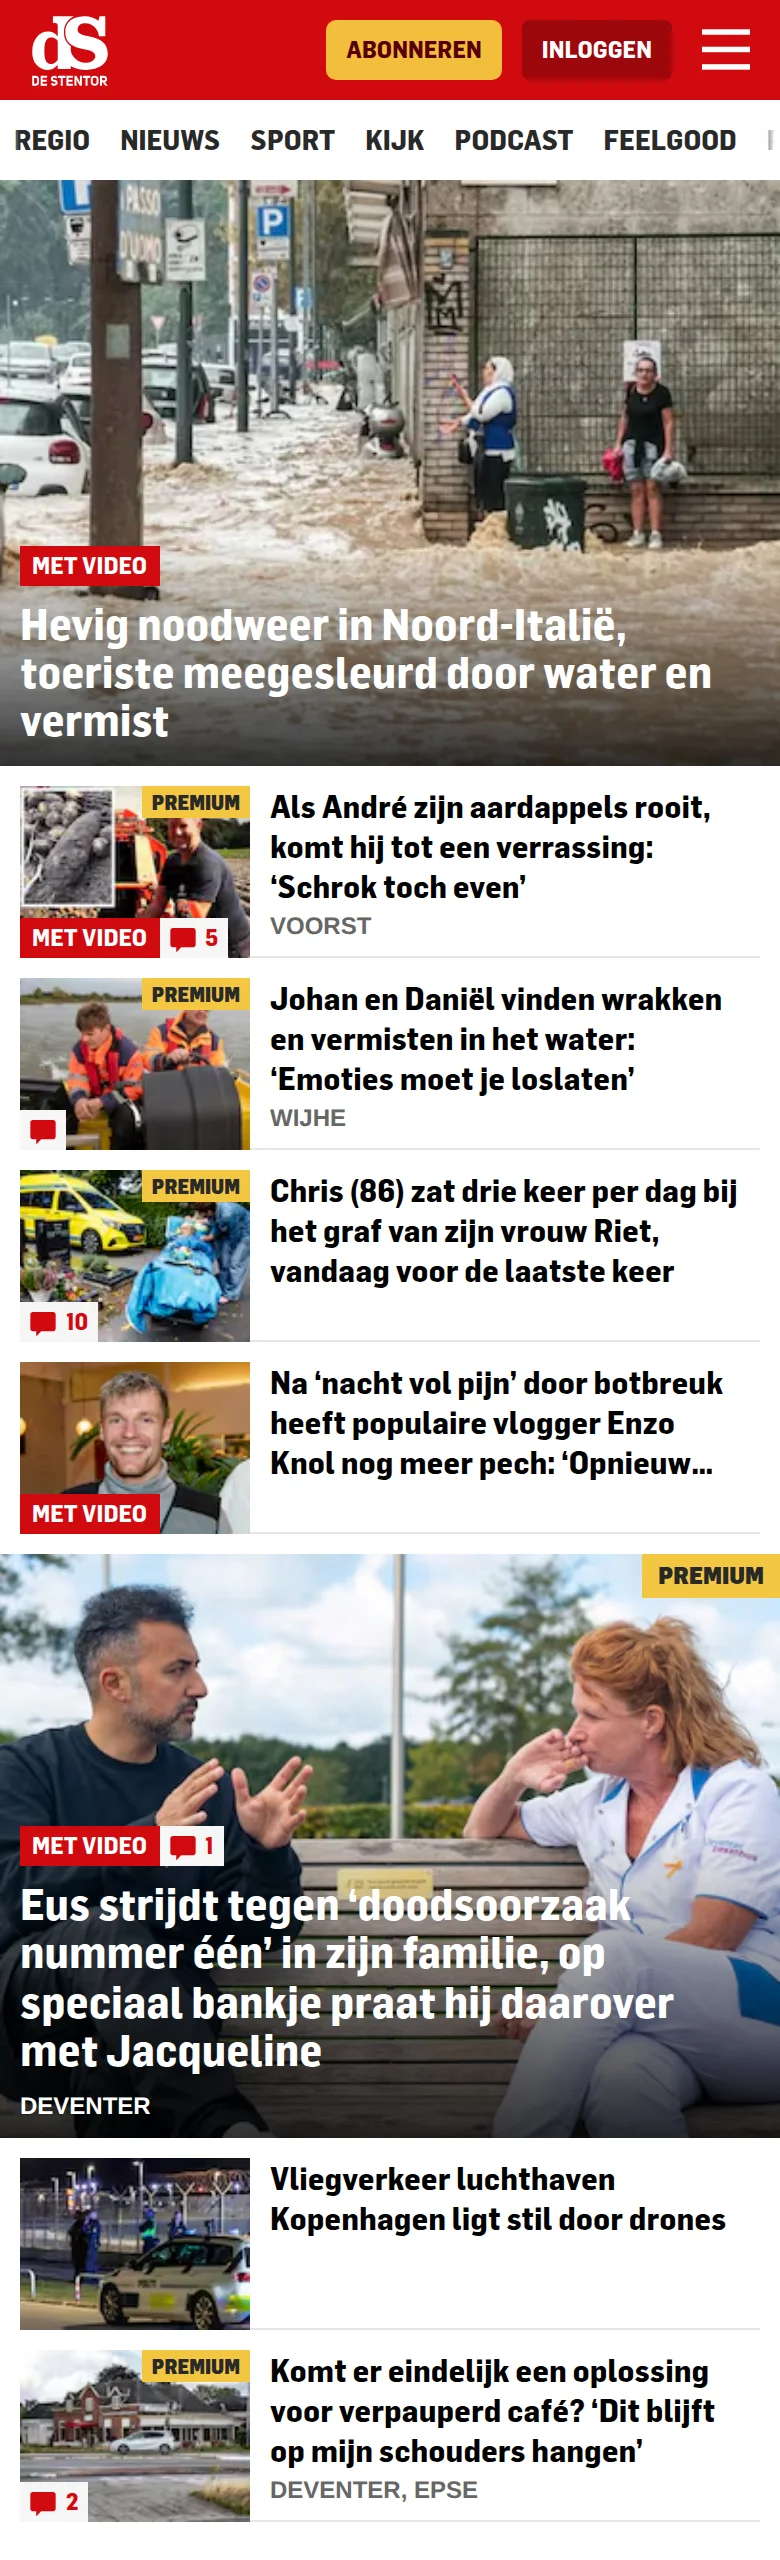 dS
DE STENTOR
ABONNEREN
INLOGGEN
REGIO NIEUWS SPORT KIJK PODCAST FEELGOOD
I PASSO
D'UOMO
P
MET VIDEO
Hevig noodweer in Noord-Italië,
toeriste meegesleurd door water en
vermist
PREMIUM
MET VIDEO
5
Als André zijn aardappels rooit,
komt hij tot een verrassing:
‘Schrok toch even’
VOORST
PREMIUM
Johan en Daniël vinden wrakken
en vermisten in het water:
‘Emoties moet je loslaten’
WIJHE
PREMIUM
10
Chris (86) zat drie keer per dag bij
het graf van zijn vrouw Riet,
vandaag voor de laatste keer
MET VIDEO
Na ‘nacht vol pijn’ door botbreuk
heeft populaire vlogger Enzo
Knol nog meer pech: ‘Opnieuw...
PREMIUM
MET VIDEO
1
Eus strijdt tegen ‘doodsoorzaak
nummer één’ in zijn familie, op
speciaal bankje praat hij daarover
met Jacqueline
DEVENTER
Vliegverkeer luchthaven
Kopenhagen ligt stil door drones
PREMIUM
2
Komt er eindelijk een oplossing
voor verpauperd café? ‘Dit blijft
op mijn schouders hangen’
DEVENTER, EPSE